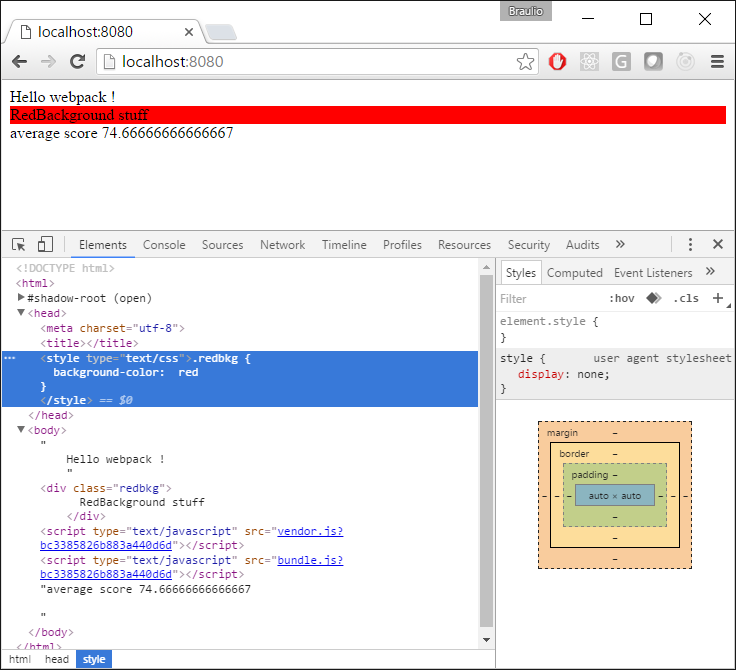 Braulio
localhost:8080
localhost:8080
Hello webpack !
RedBackground stuff
average score 74.66666666666667
Elements Console Sources Network Timeline Profiles Resources Security Audits »
<!DOCTYPE html>
<html>
#shadow-root (open)
<head>
<meta charset="utf-8">
<title></title>
<style type="text/css">.redbkg {
background-color:  red
}
</style> == $0
</head>
<body>
"
Hello webpack !
"
<div class="redbkg">
RedBackground stuff
</div>
<script type="text/javascript" src="vendor.js?
bc3385826b883a440d6d"></script>
<script type="text/javascript" src="bundle.js?
bc3385826b883a440d6d"></script>
"average score 74.66666666666667
"
</body>
</html>
html head style
Styles Computed Event Listeners »
Filter :hov .cls +
element.style {
}
style { user agent stylesheet
display: none;
}
margin –
border –
padding –
– – – auto × auto – – –
–
–
–